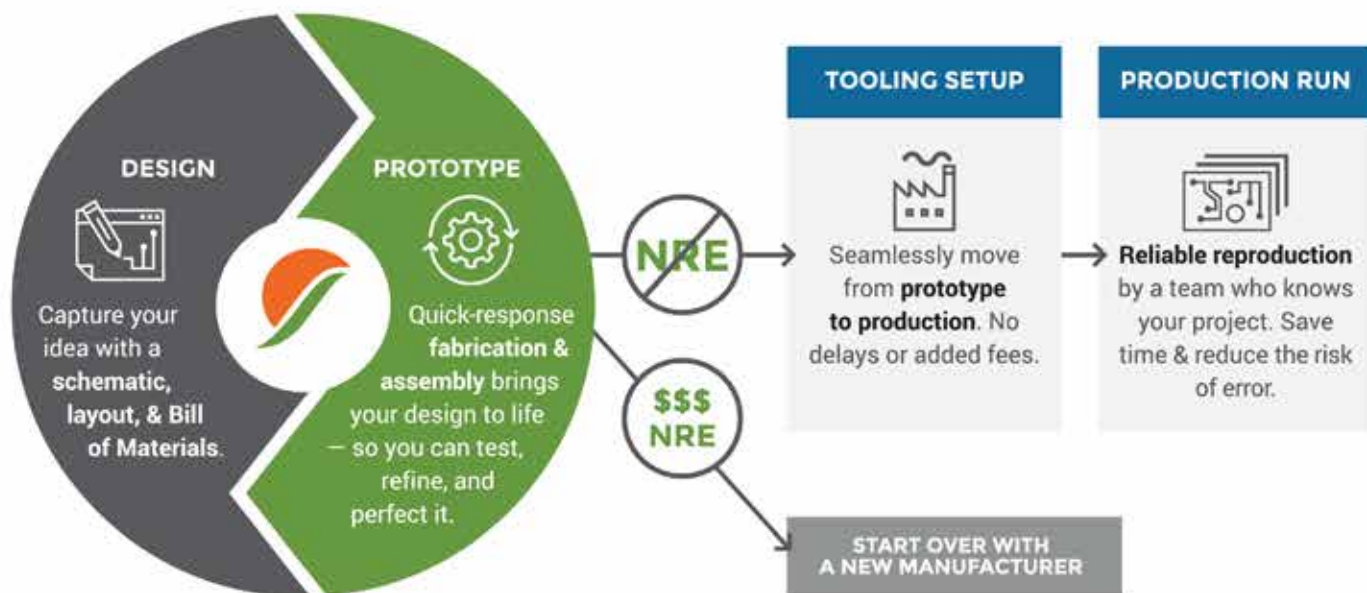 DESIGN
Capture your
idea with a
schematic,
layout, & Bill
of Materials.
PROTOTYPE
Quick-response
fabrication &
assembly brings
your design to life
— so you can test,
refine, and
perfect it.
NRE
$$$
NRE
TOOLING SETUP
Seamlessly move
from prototype
to production. No
delays or added fees.
PRODUCTION RUN
Reliable reproduction
by a team who knows
your project. Save
time & reduce the risk
of error.
START OVER WITH
A NEW MANUFACTURER